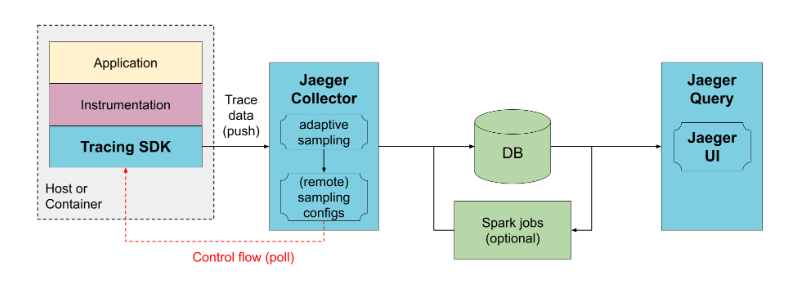 Application
Instrumentation
Tracing SDK
Host or
Container
Trace
data
(push)
Jaeger
Collector
adaptive
sampling
(remote)
sampling
configs
Control flow (poll)
DB
Spark jobs
(optional)
Jaeger
Query
Jaeger
UI